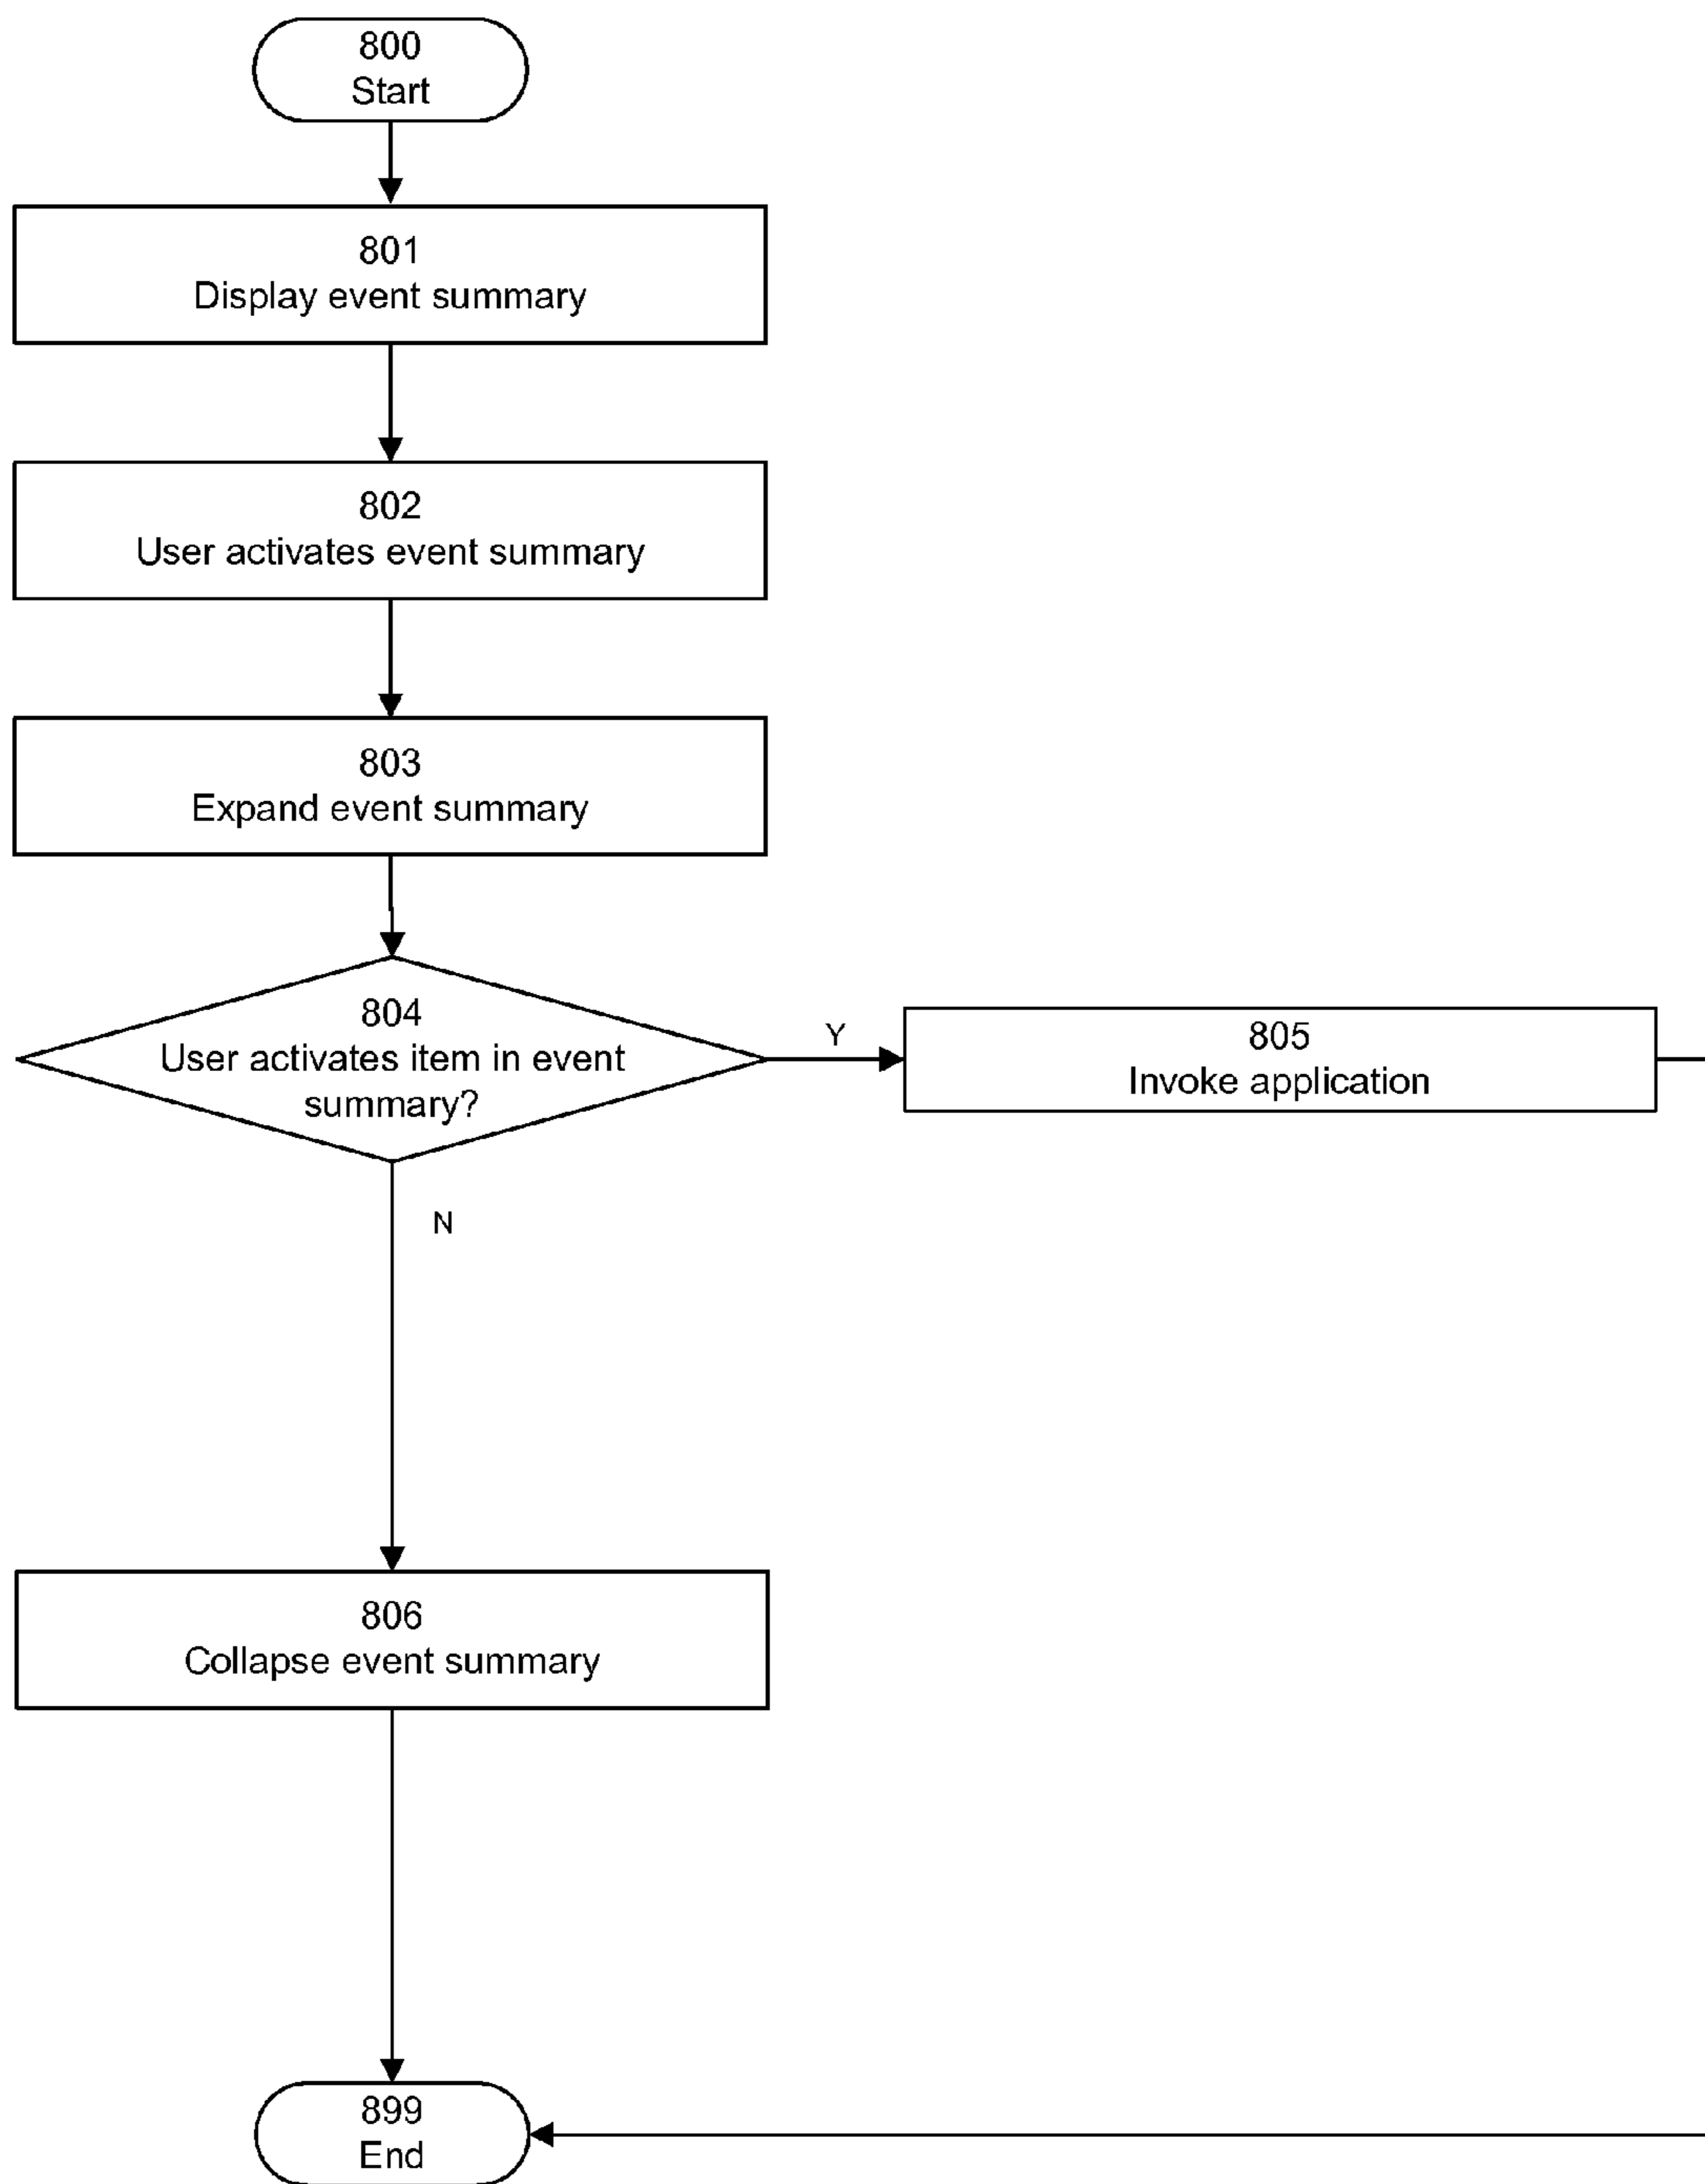 800
Start
801
Display event summary
802
User activates event summary
803
Expand event summary
804
User activates item in event
summary?
Y
805
Invoke application
N
806
Collapse event summary
899
End